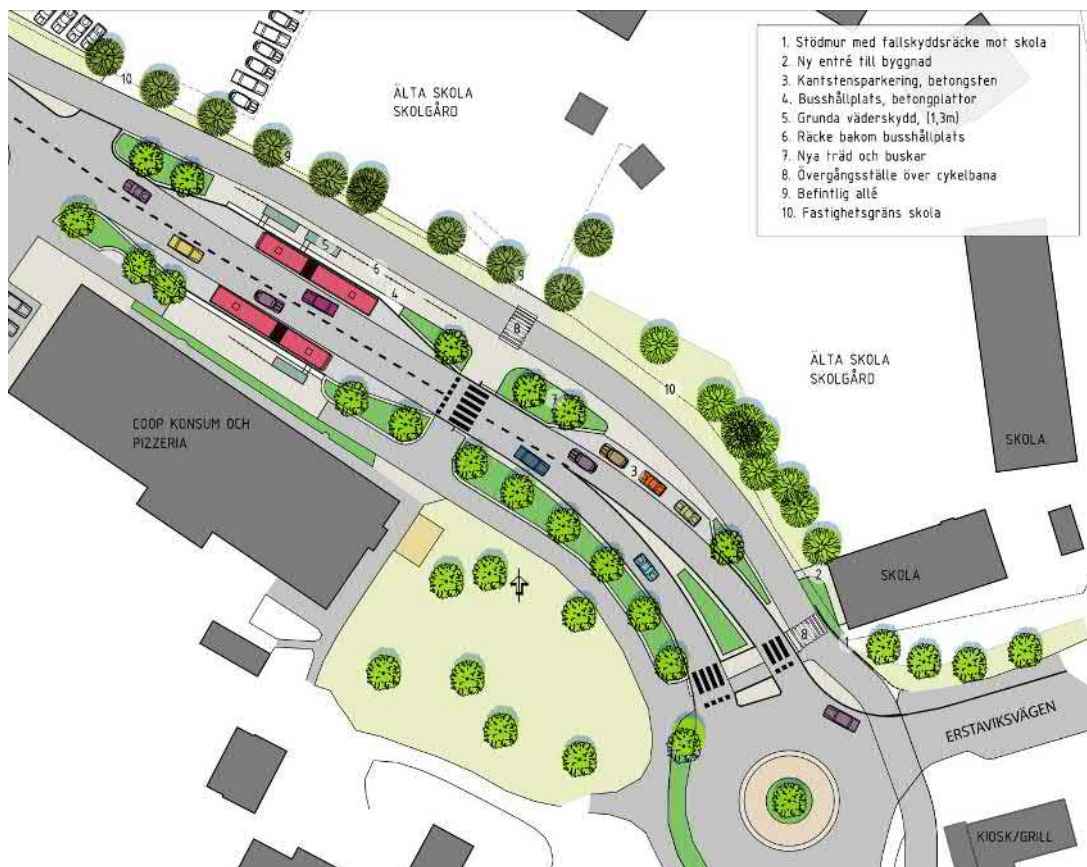 1. Stödmur med fallskyddsräcke mot skola
2. Ny entré till byggnad
3. Kantstensparkering, betongsten
4. Busshållplats, betongplattor
5. Grunda väderskydd, (1,3m)
6. Räcke bakom busshållplats
7. Nya träd och buskar
8. Övergångsställe över cykelbana
9. Befintlig allé
10. Fastighetsgräns skola
10
ÄLTA SKOLA
SKOLGÅRD
9
5
6
4
9
8
10
7
ÄLTA SKOLA
SKOLGÅRD
COOP KONSUM OCH
PIZZERIA
SKOLA
3
2
SKOLA
8
1
ERSTAVIKSVÄGEN
KIOSK/GRILL